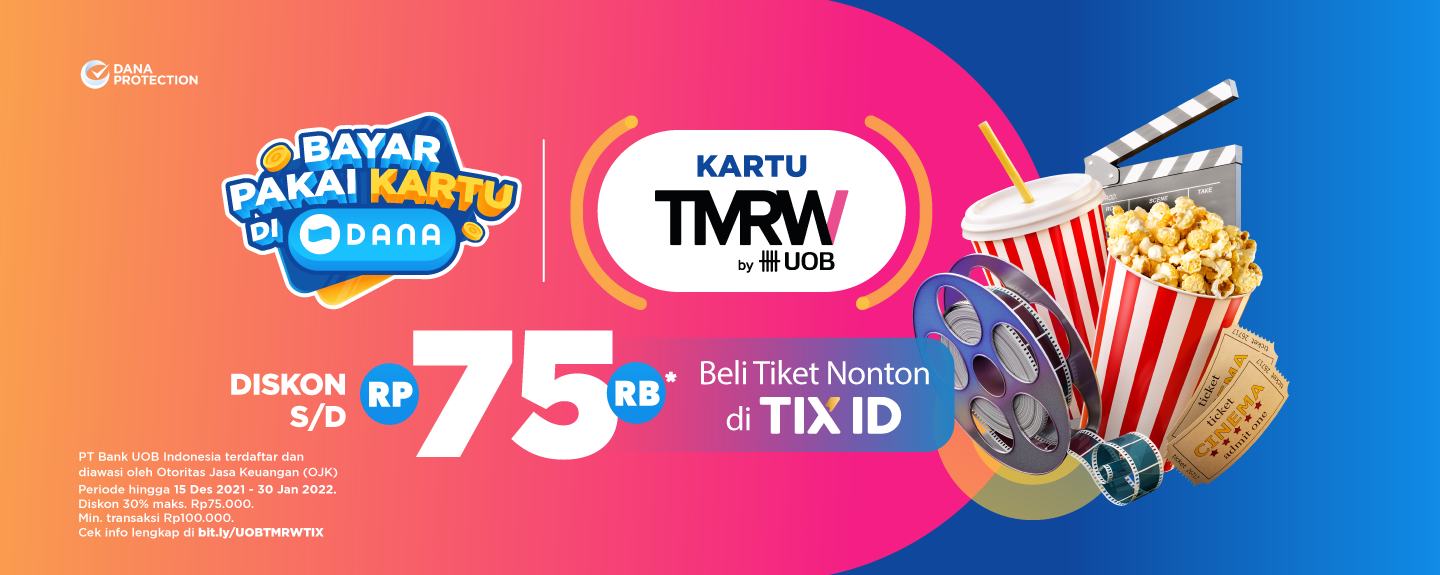 DANA
PROTECTION
BAYAR
PAKAI KARTU
DI DANA
KARTU
TMRW
by UOB
DISKON
S/D
RP 75 RB*
Beli Tiket Nonton
di TIX ID
PT Bank UOB Indonesia terdaftar dan
diawasi oleh Otoritas Jasa Keuangan (OJK)
Periode hingga 15 Des 2021 - 30 Jan 2022.
Diskon 30% maks. Rp75.000.
Min. transaksi Rp100.000.
Cek info lengkap di bit.ly/UOBTMRWTIX
SCENE
TAKE
ticket
CINEMA
admit one
ticket